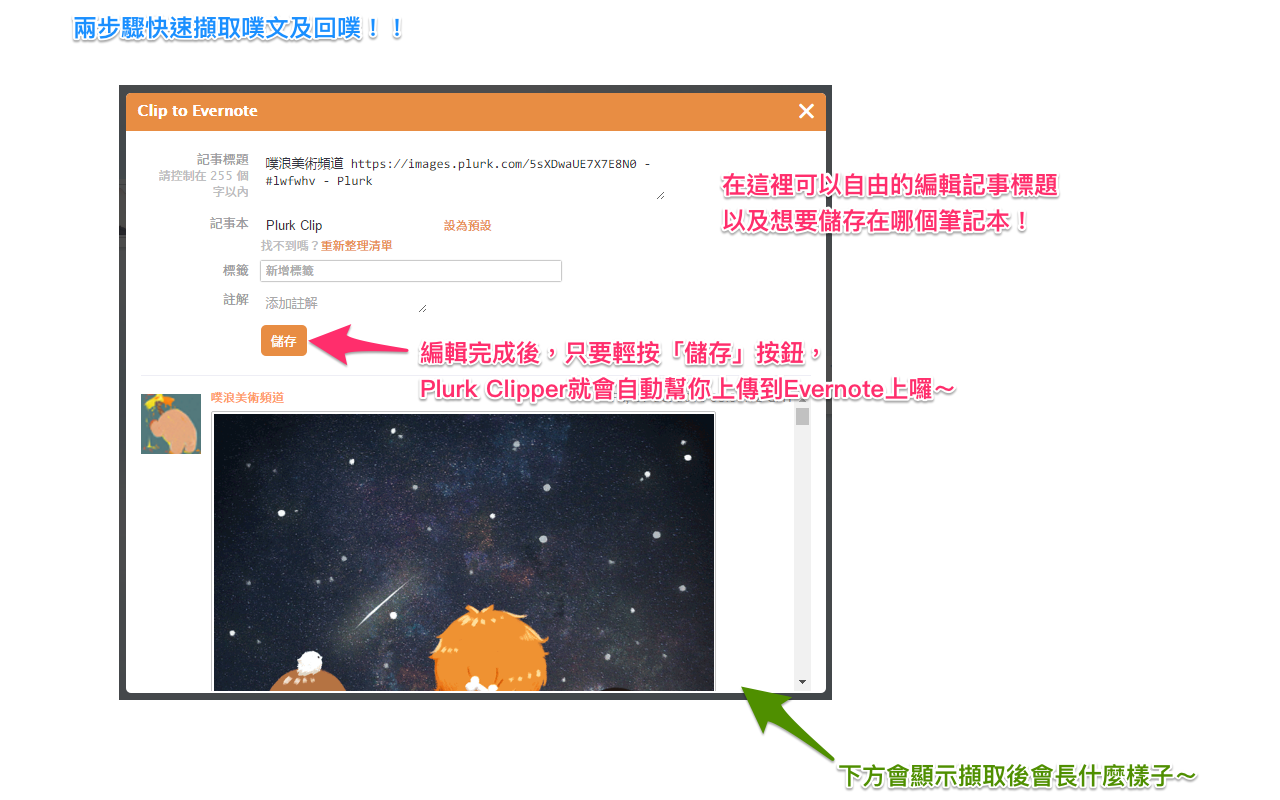 兩步驟快速擷取噗文及回噗！！
Clip to Evernote
記事標題
請控制在 255 個
字以內
噗浪美術頻道 https://images.plurk.com/5sXDwaUE7X7E8N0 -
#lwfwhv - Plurk
在這裡可以自由的編輯記事標題
以及想要儲存在哪個筆記本！
記事本
Plurk Clip
設為預設
找不到嗎？重新整理清單
標籤
新增標籤
註解
添加註解
儲存
編輯完成後，只要輕按「儲存」按鈕，
Plurk Clipper就會自動幫你上傳到Evernote上囉～
噗浪美術頻道
下方會顯示擷取後會長什麼樣子～